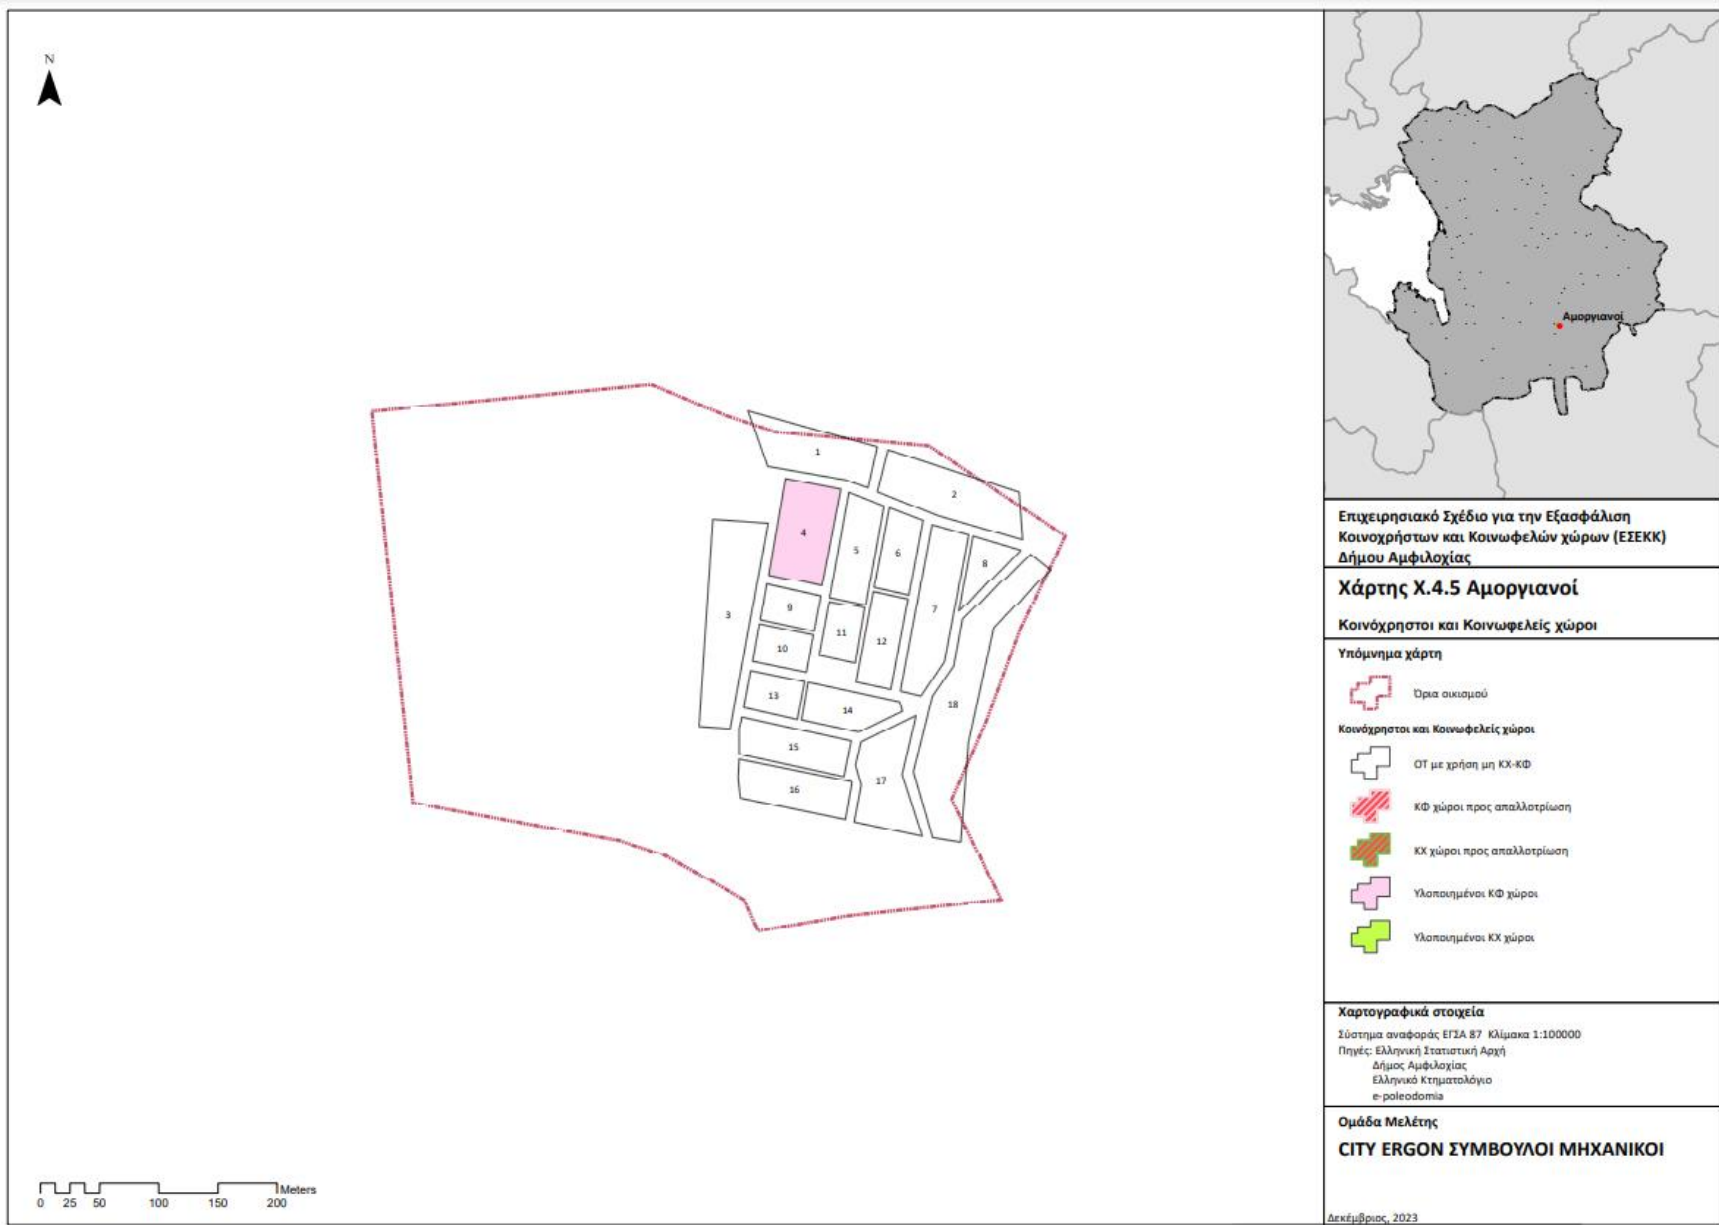 N
1
2
3
4
5
6
7
8
9
10
11
12
13
14
15
16
17
18
Meters
0 25 50 100 150 200
Αμοργιανοί
Επιχειρησιακό Σχέδιο για την Εξασφάλιση
Κοινοχρήστων και Κοινωφελών χώρων (ΕΣΕΚΚ)
Δήμου Αμφιλοχίας
Χάρτης Χ.4.5 Αμοργιανοί
Κοινόχρηστοι και Κοινωφελείς χώροι
Υπόμνημα χάρτη
Όρια οικισμού
Κοινόχρηστοι και Κοινωφελείς χώροι
ΟΤ με χρήση μη ΚΧ-ΚΦ
ΚΦ χώροι προς απαλλοτρίωση
ΚΧ χώροι προς απαλλοτρίωση
Υλοποιημένοι ΚΦ χώροι
Υλοποιημένοι ΚΧ χώροι
Χαρτογραφικά στοιχεία
Σύστημα αναφοράς ΕΓΣΑ 87 Κλίμακα 1:100000
Πηγές: Ελληνική Στατιστική Αρχή
Δήμος Αμφιλοχίας
Ελληνικό Κτηματολόγιο
e-poleodomia
Ομάδα Μελέτης
CITY ERGON ΣΥΜΒΟΥΛΟΙ ΜΗΧΑΝΙΚΟΙ
Δεκέμβριος, 2023